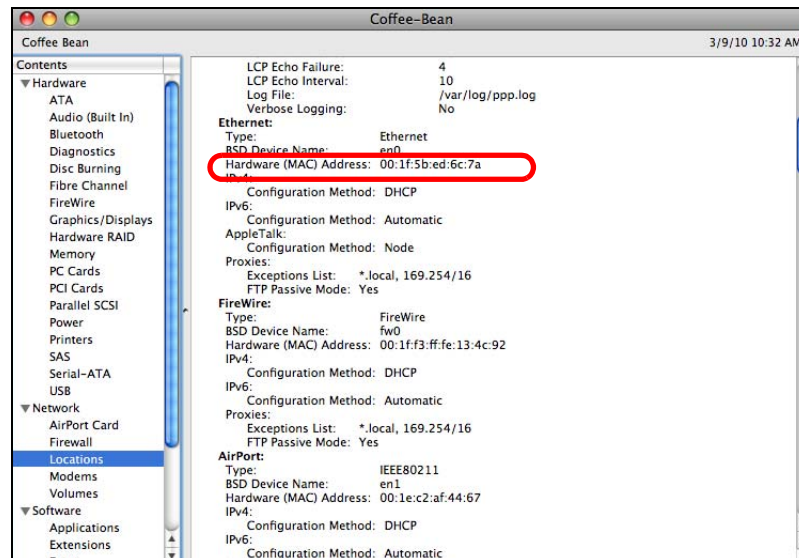 Coffee-Bean
Coffee Bean
3/9/10 10:32 AM
Contents
Hardware
ATA
Audio (Built In)
Bluetooth
Diagnostics
Disc Burning
Fibre Channel
FireWire
Graphics/Displays
Hardware RAID
Memory
PC Cards
PCI Cards
Parallel SCSI
Power
Printers
SAS
Serial-ATA
USB
Network
AirPort Card
Firewall
Locations
Modems
Volumes
Software
Applications
Extensions
LCP Echo Failure: 4
LCP Echo Interval: 10
Log File: /var/log/ppp.log
Verbose Logging: No
Ethernet:
Type: Ethernet
BSD Device Name: en0
Hardware (MAC) Address: 00:1f:5b:ed:6c:7a
IPv4:
Configuration Method: DHCP
IPv6:
Configuration Method: Automatic
AppleTalk:
Configuration Method: Node
Proxies:
Exceptions List: *.local, 169.254/16
FTP Passive Mode: Yes
FireWire:
Type: FireWire
BSD Device Name: fw0
Hardware (MAC) Address: 00:1f:f3:ff:fe:13:4c:92
IPv4:
Configuration Method: DHCP
IPv6:
Configuration Method: Automatic
Proxies:
Exceptions List: *.local, 169.254/16
FTP Passive Mode: Yes
AirPort:
Type: IEEE80211
BSD Device Name: en1
Hardware (MAC) Address: 00:1e:c2:af:44:67
IPv4:
Configuration Method: DHCP
IPv6:
Configuration Method: Automatic